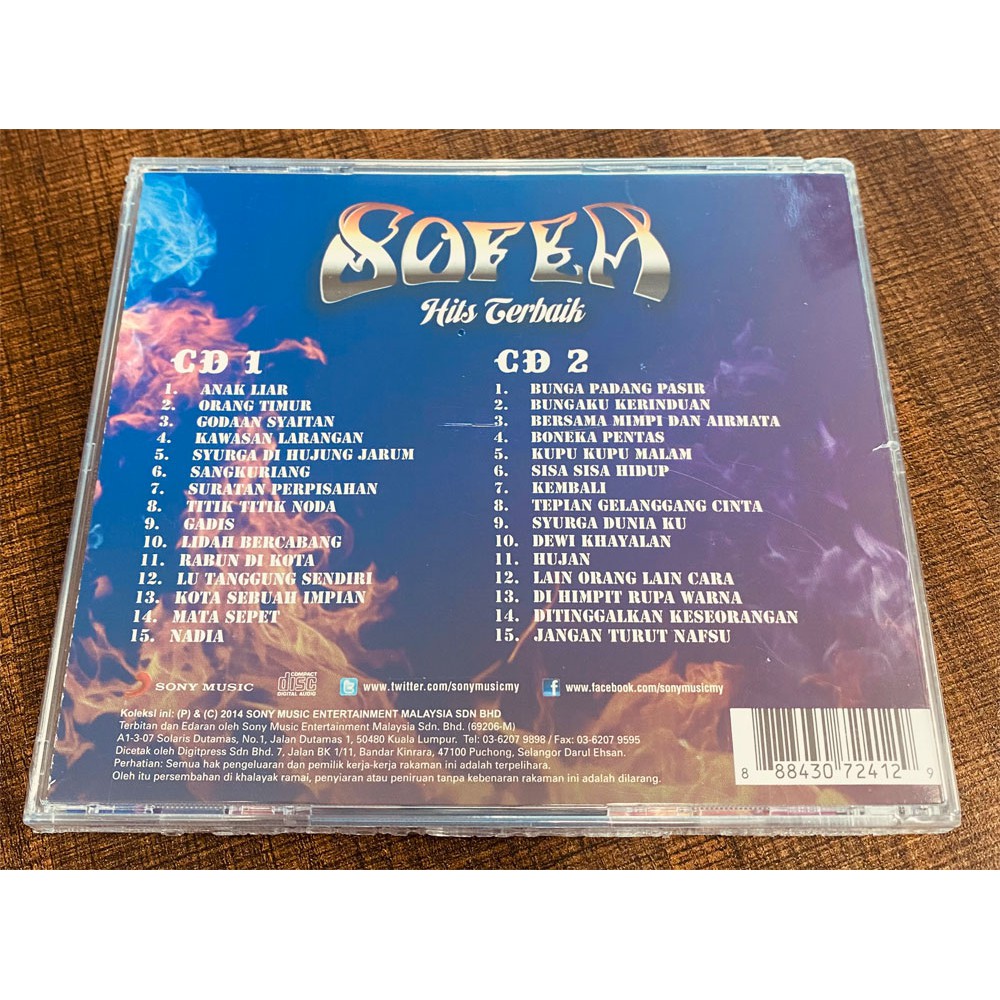 SOFEA
Hits Terbaik
CD 1
1. ANAK LIAR
2. ORANG TIMUR
3. GODAAN SYAITAN
4. KAWASAN LARANGAN
5. SYURGA DI HUJUNG JARUM
6. SANGKURIANG
7. SURATAN PERPISAHAN
8. TITIK TITIK NODA
9. GADIS
10. LIDAH BERCABANG
11. RABUN DI KOTA
12. LU TANGGUNG SENDIRI
13. KOTA SEBUAH IMPIAN
14. MATA SEPET
15. NADIA
CD 2
1. BUNGA PADANG PASIR
2. BUNGAKU KERINDUAN
3. BERSAMA MIMPI DAN AIRMATA
4. BONEKA PENTAS
5. KUPU KUPU MALAM
6. SISA SISA HIDUP
7. KEMBALI
8. TEPIAN GELANGGANG CINTA
9. SYURGA DUNIA KU
10. DEWI KHAYALAN
11. HUJAN
12. LAIN ORANG LAIN CARA
13. DI HIMPIT RUPA WARNA
14. DITINGGALKAN KESEORANGAN
15. JANGAN TURUT NAFSU
SONY MUSIC
COMPACT
disc
DIGITAL AUDIO
www.twitter.com/sonymusicmy
f www.facebook.com/sonymusicmy
Koleksi ini: (P) & (C) 2014 SONY MUSIC ENTERTAINMENT MALAYSIA SDN BHD
Terbitan dan Edaran oleh Sony Music Entertainment Malaysia Sdn. Bhd. (69206-M)
A1-3-07 Solaris Dutamas, No.1, Jalan Dutamas 1, 50480 Kuala Lumpur. Tel: 03-6207 9898 / Fax: 03-6207 9595
Dicetak oleh Digitpress Sdn Bhd. 7, Jalan BK 1/11, Bandar Kinrara, 47100 Puchong, Selangor Darul Ehsan.
Perhatian: Semua hak pengeluaran dan pemilik kerja-kerja rakaman ini adalah terpelihara.
Oleh itu persembahan di khalayak ramai, penyiaran atau peniruan tanpa kebenaran rakaman ini adalah dilarang.
8 88430 72412 9